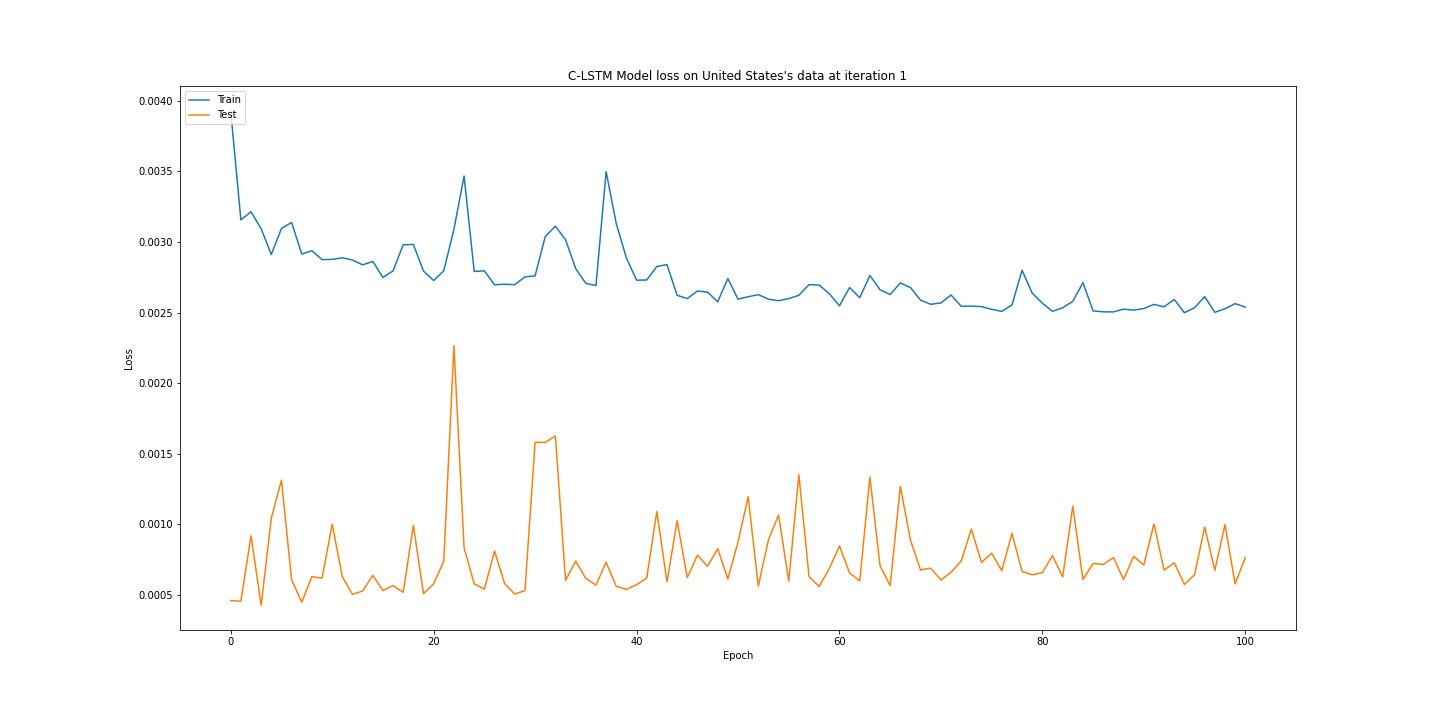 C-LSTM Model loss on United States's data at iteration 1
Train
Test
0.0040
0.0035
0.0030
0.0025
0.0020
0.0015
0.0010
0.0005
Loss
0 20 40 60 80 100
Epoch